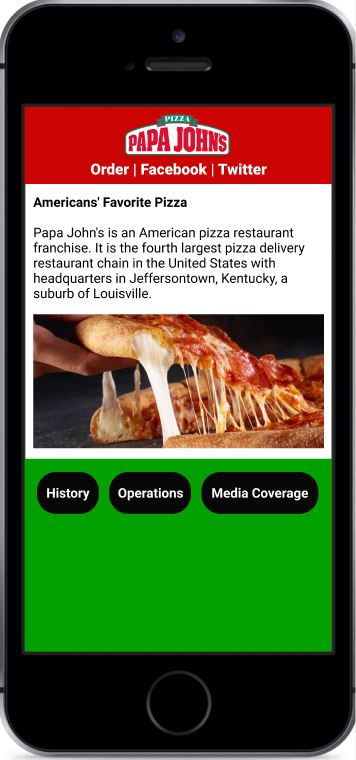 PIZZA
PAPA JOHN'S
Order | Facebook | Twitter
Americans' Favorite Pizza
Papa John's is an American pizza restaurant
franchise. It is the fourth largest pizza delivery
restaurant chain in the United States with
headquarters in Jeffersontown, Kentucky, a
suburb of Louisville.
History Operations Media Coverage